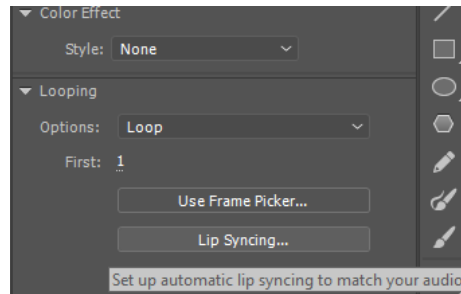 Color Effect
Style: None
Looping
Options: Loop
First: 1
Use Frame Picker...
Lip Syncing...
Set up automatic lip syncing to match your audio